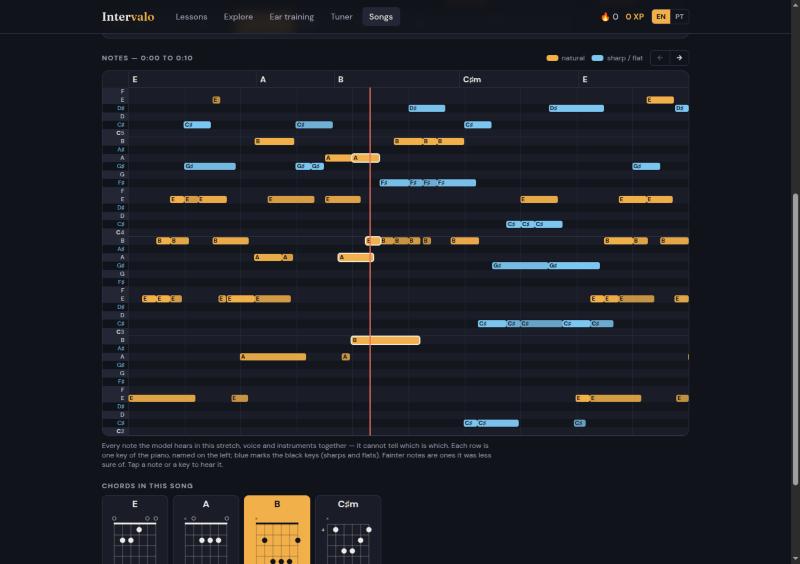 Intervalo Lessons Explore Ear training Tuner Songs 🔥 0 0 XP EN PT
NOTES — 0:00 TO 0:10 natural sharp / flat ← →
E A B C♯m E
F
E E E
D♯ D♯ D♯ D♯
D
C♯ C♯ C♯ C♯
C5
B B B B B
A♯
A A A
G♯ G♯ G♯ G♯ G♯
G
F♯ F♯ F♯ F♯ F♯
F
E E E E E E E E E
D♯
D C♯ C♯ C♯
C♯
C4
B B B B B B B B B B B B B
A♯
A A A A
G♯ G♯ G♯
G
F♯
F
E E E E E E E E E E E
D♯
D
C♯ C♯ C♯ C♯ C♯ C♯ C♯
C3
B B
A♯
A A A
G♯
G
F♯
F
E E E E E E
D♯
D
C♯ C♯ C♯ C♯
C2
Every note the model hears in this stretch, voice and instruments together — it cannot tell which is which. Each row is
one key of the piano, named on the left; blue marks the black keys (sharps and flats). Fainter notes are ones it was less
sure of. Tap a note or a key to hear it.
CHORDS IN THIS SONG
E A B C♯m